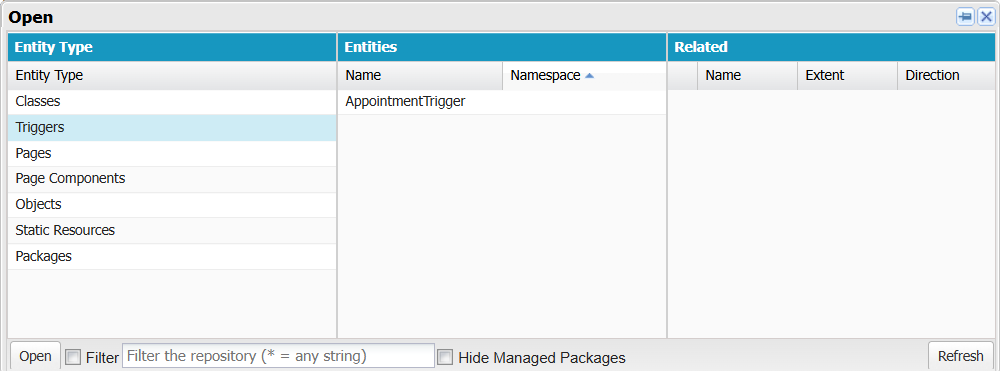 Open
Entity Type Entities Related
Entity Type Name Namespace Name Extent Direction
Classes AppointmentTrigger
Triggers
Pages
Page Components
Objects
Static Resources
Packages
Open Filter Filter the repository (* = any string) Hide Managed Packages Refresh